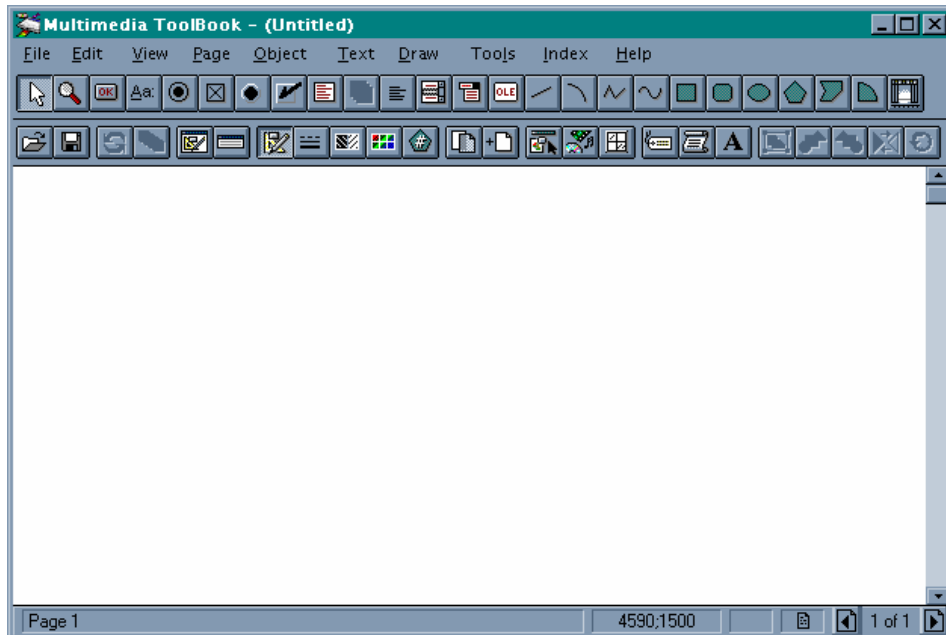 Multimedia ToolBook - (Untitled)
File Edit View Page Object Text Draw Tools Index Help
OK Aa: OLE
# + A
Page 1 4590;1500 1 of 1